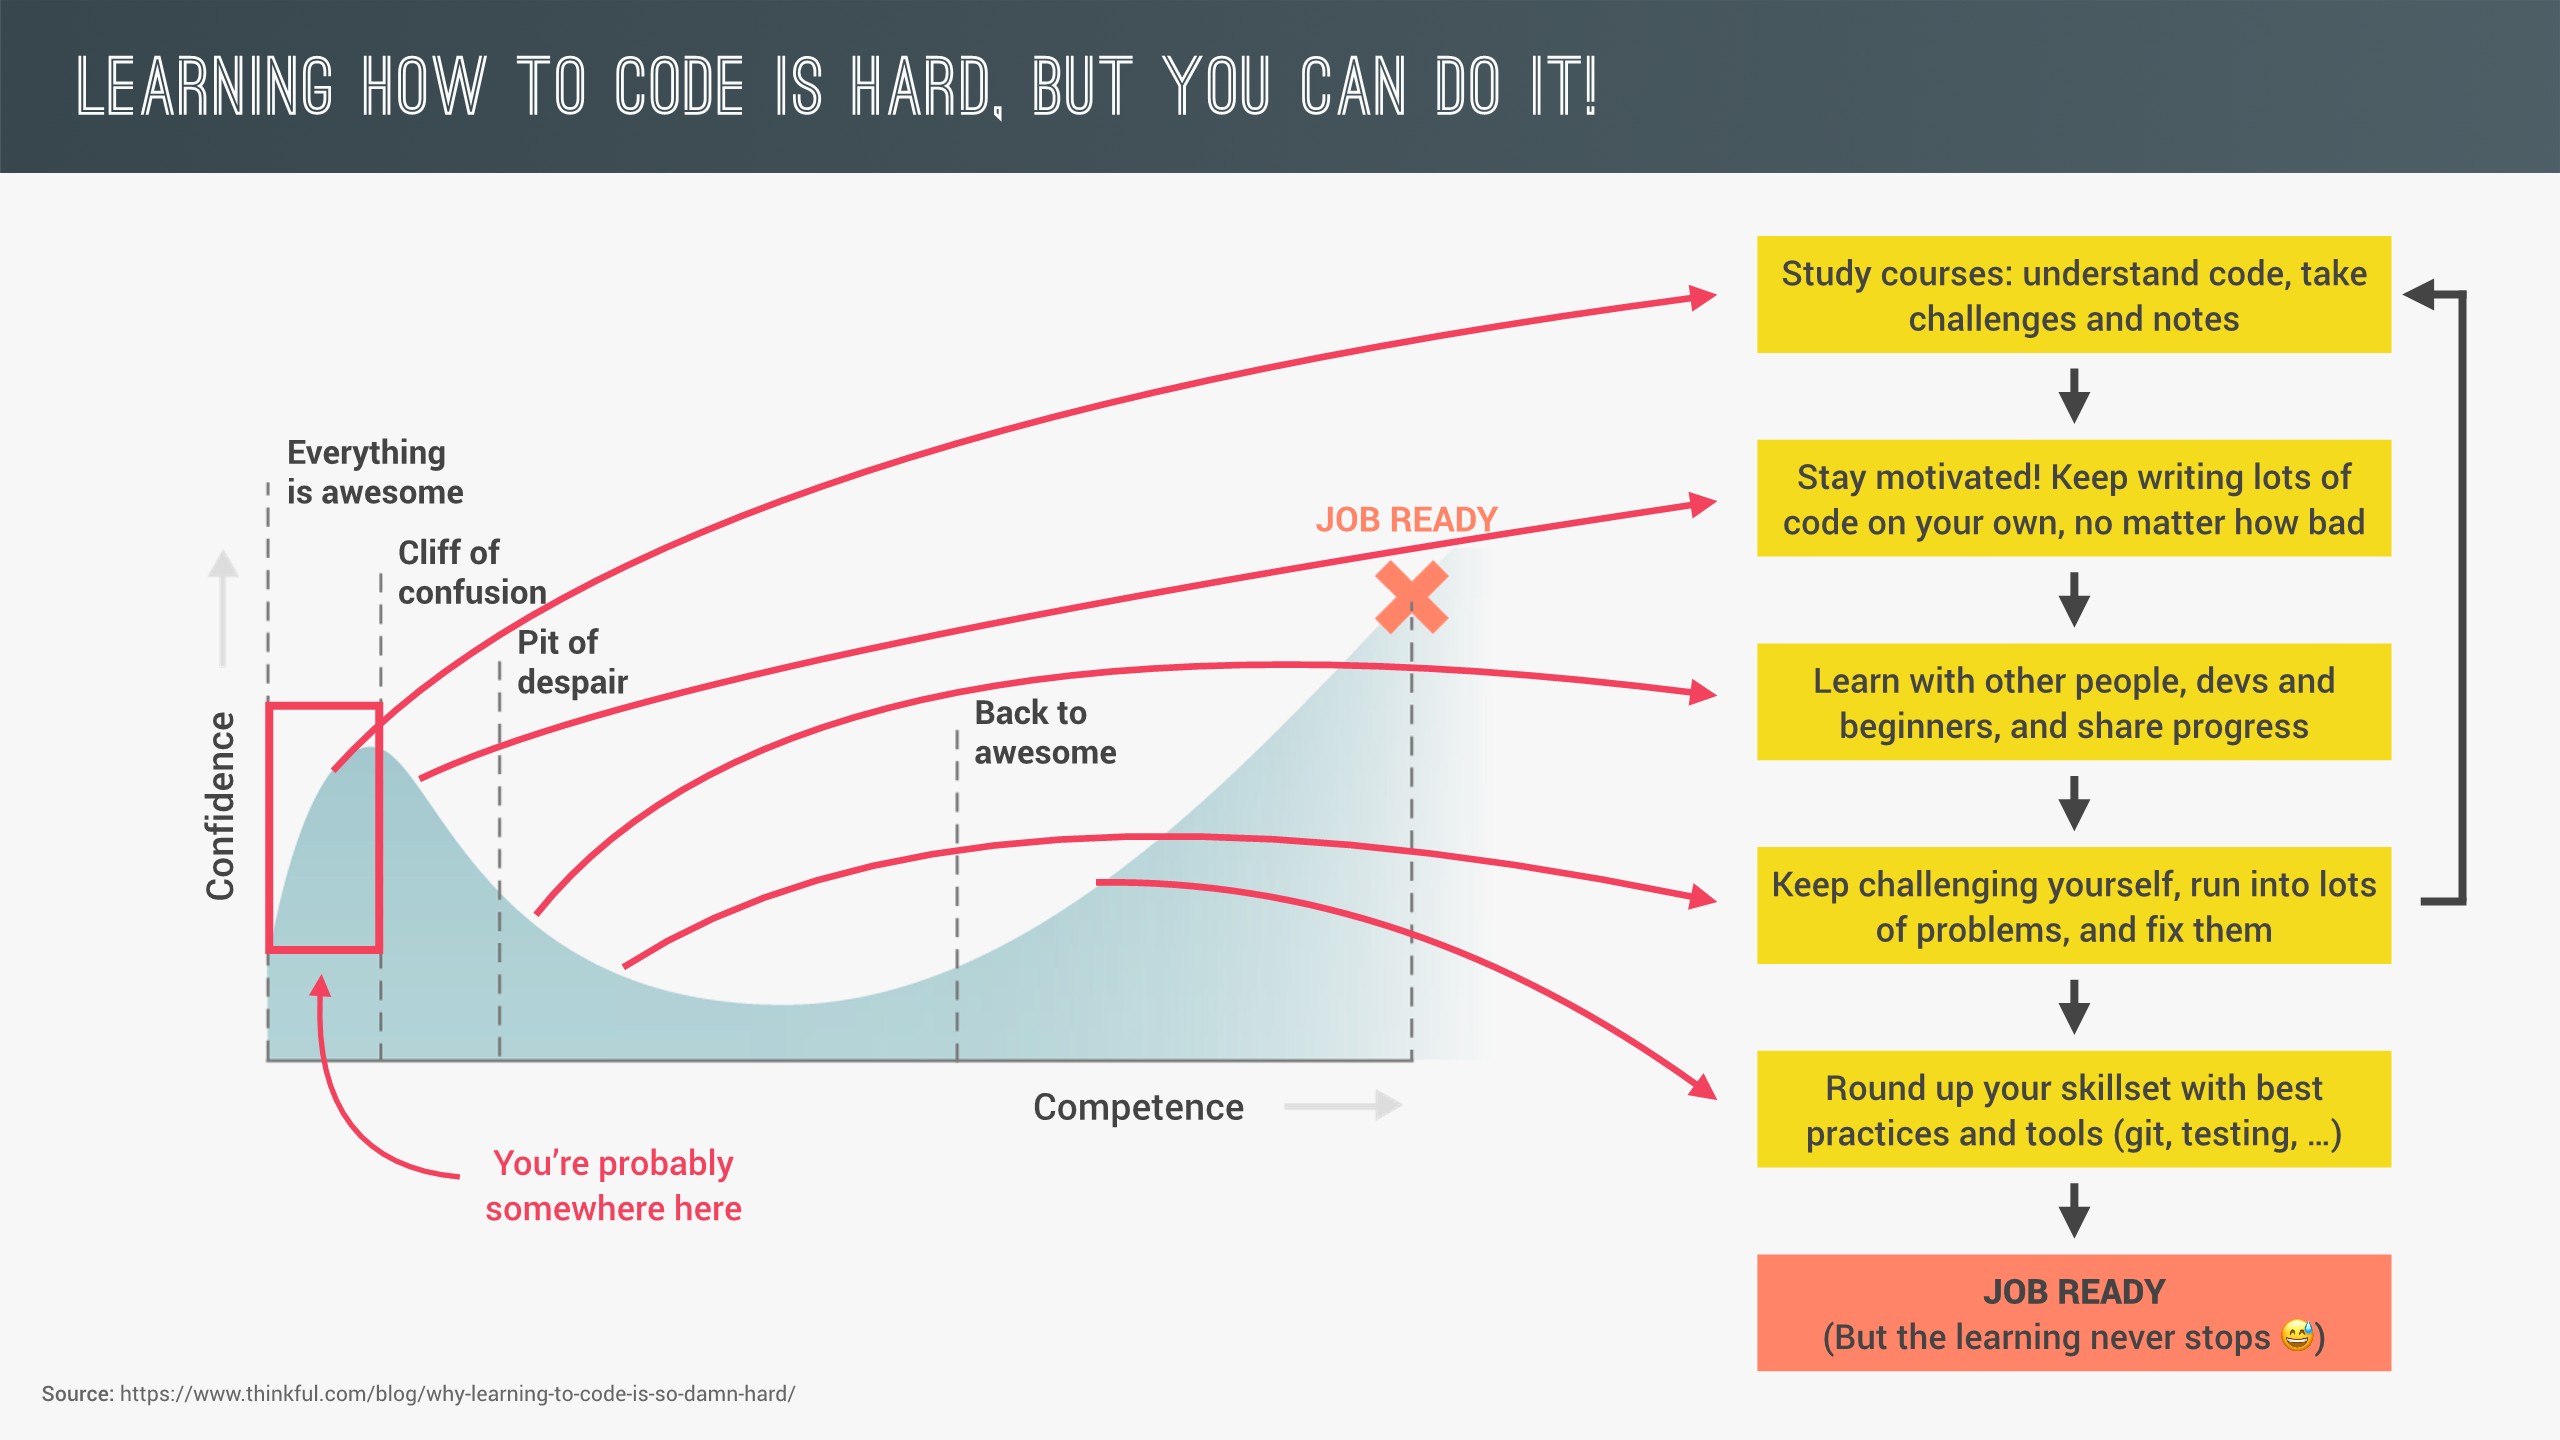 LEARNING HOW TO CODE IS HARD, BUT YOU CAN DO IT!
Everything
is awesome
Cliff of
confusion
Pit of
despair
Back to
awesome
JOB READY
Confidence
Competence
You’re probably
somewhere here
Study courses: understand code, take
challenges and notes
Stay motivated! Keep writing lots of
code on your own, no matter how bad
Learn with other people, devs and
beginners, and share progress
Keep challenging yourself, run into lots
of problems, and fix them
Round up your skillset with best
practices and tools (git, testing, …)
JOB READY
(But the learning never stops 😅)
Source: https://www.thinkful.com/blog/why-learning-to-code-is-so-damn-hard/